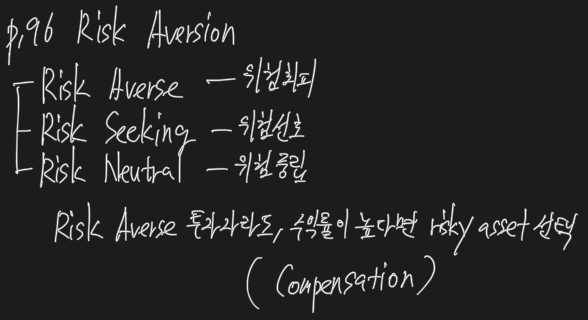 p.96 Risk Aversion
Risk Averse — 위험회피
Risk Seeking — 위험선호
Risk Neutral — 위험중립
Risk Averse 투자자라도, 수익률이 높다면 risky asset 선택
(Compensation)